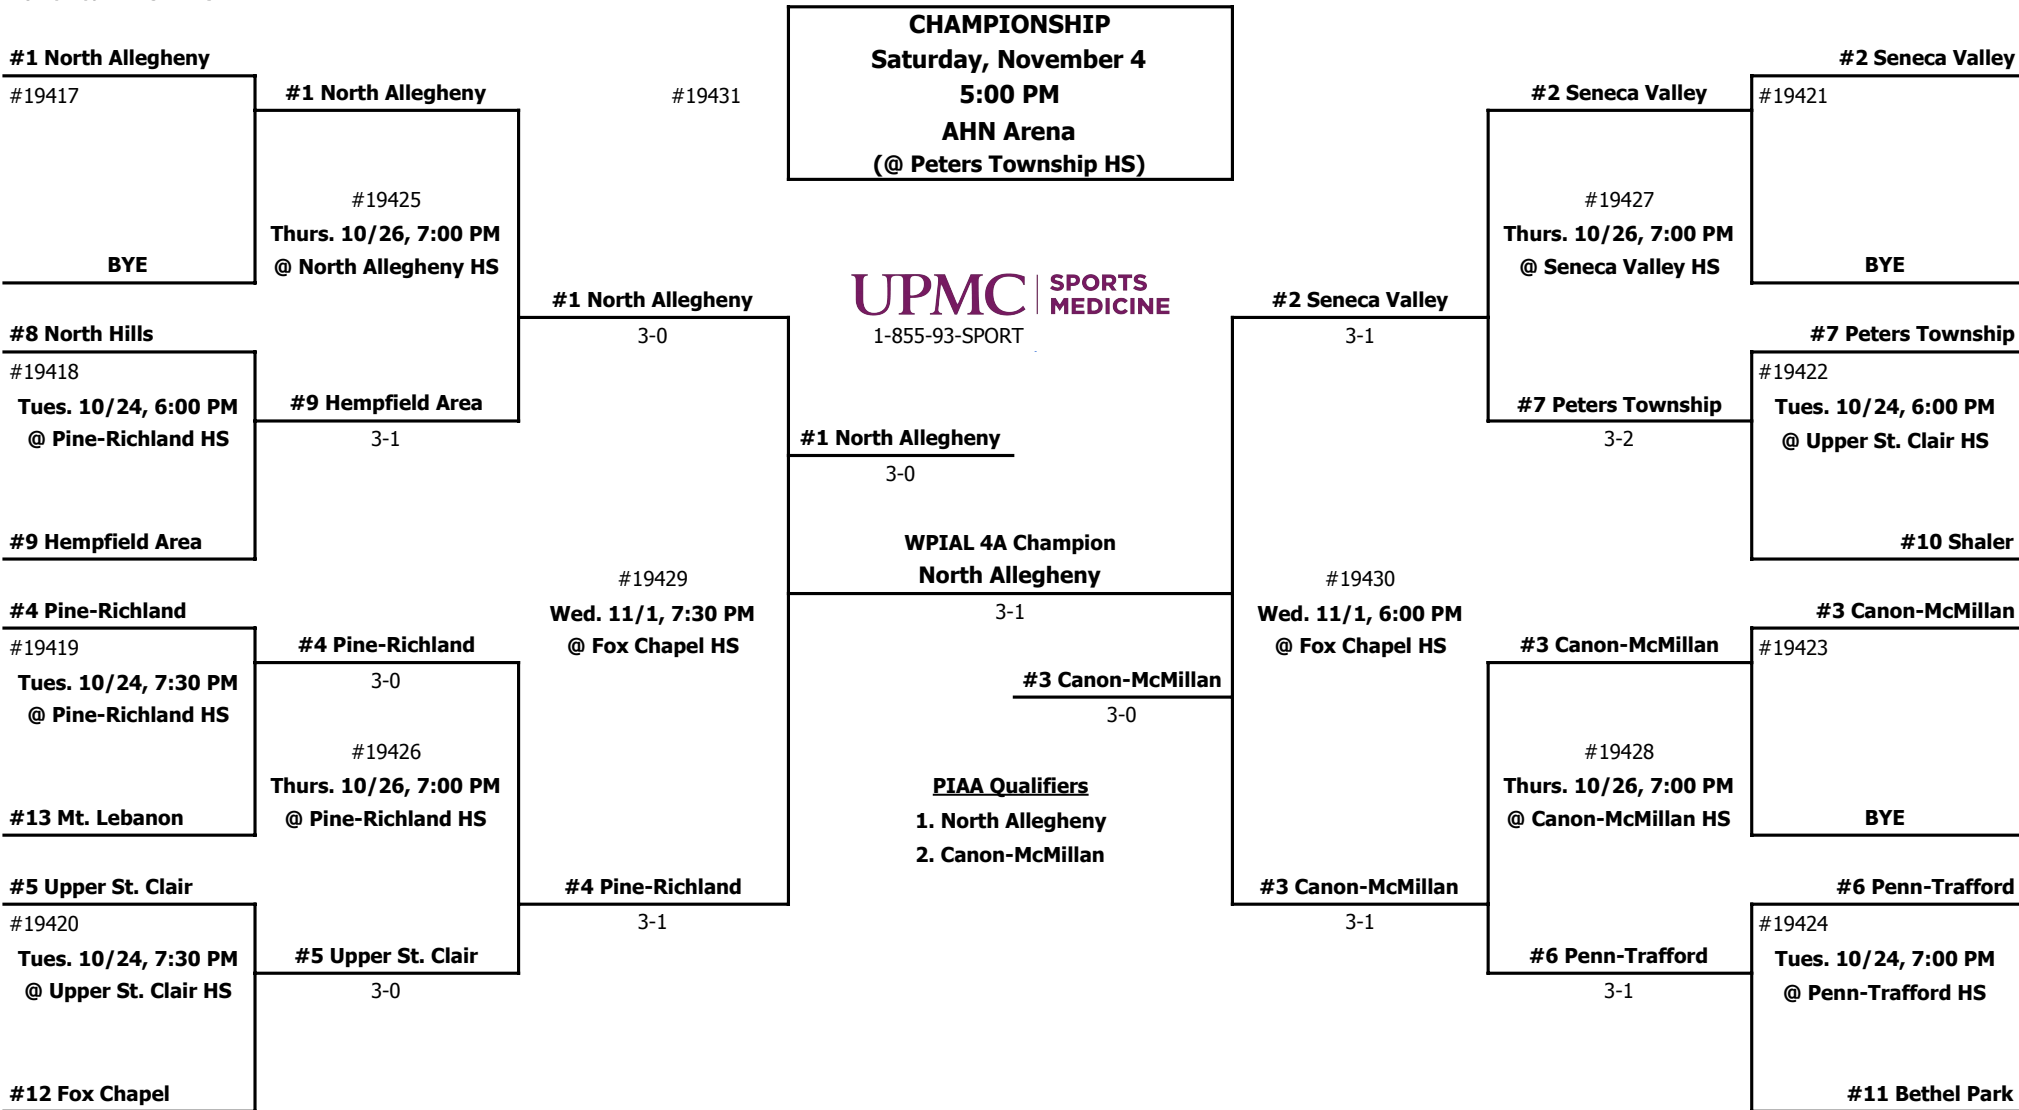 CHAMPIONSHIP
Saturday, November 4
5:00 PM
AHN Arena
(@ Peters Township HS)
#19431
#1 North Allegheny
#19417
BYE
#8 North Hills
#19418
Tues. 10/24, 6:00 PM
@ Pine-Richland HS
#9 Hempfield Area
#4 Pine-Richland
#19419
Tues. 10/24, 7:30 PM
@ Pine-Richland HS
#13 Mt. Lebanon
#5 Upper St. Clair
#19420
Tues. 10/24, 7:30 PM
@ Upper St. Clair HS
#12 Fox Chapel
#1 North Allegheny
#19425
Thurs. 10/26, 7:00 PM
@ North Allegheny HS
#9 Hempfield Area
3-1
#4 Pine-Richland
3-0
#19426
Thurs. 10/26, 7:00 PM
@ Pine-Richland HS
#5 Upper St. Clair
3-0
#1 North Allegheny
3-0
#19429
Wed. 11/1, 7:30 PM
@ Fox Chapel HS
#4 Pine-Richland
3-1
UPMC | SPORTS
MEDICINE
1-855-93-SPORT
#1 North Allegheny
3-0
WPIAL 4A Champion
North Allegheny
3-1
#3 Canon-McMillan
3-0
PIAA Qualifiers
1. North Allegheny
2. Canon-McMillan
#2 Seneca Valley
3-1
#19430
Wed. 11/1, 6:00 PM
@ Fox Chapel HS
#3 Canon-McMillan
3-1
#2 Seneca Valley
#19427
Thurs. 10/26, 7:00 PM
@ Seneca Valley HS
#7 Peters Township
3-2
#3 Canon-McMillan
#19428
Thurs. 10/26, 7:00 PM
@ Canon-McMillan HS
#6 Penn-Trafford
3-1
#2 Seneca Valley
#19421
BYE
#7 Peters Township
#19422
Tues. 10/24, 6:00 PM
@ Upper St. Clair HS
#10 Shaler
#3 Canon-McMillan
#19423
BYE
#6 Penn-Trafford
#19424
Tues. 10/24, 7:00 PM
@ Penn-Trafford HS
#11 Bethel Park